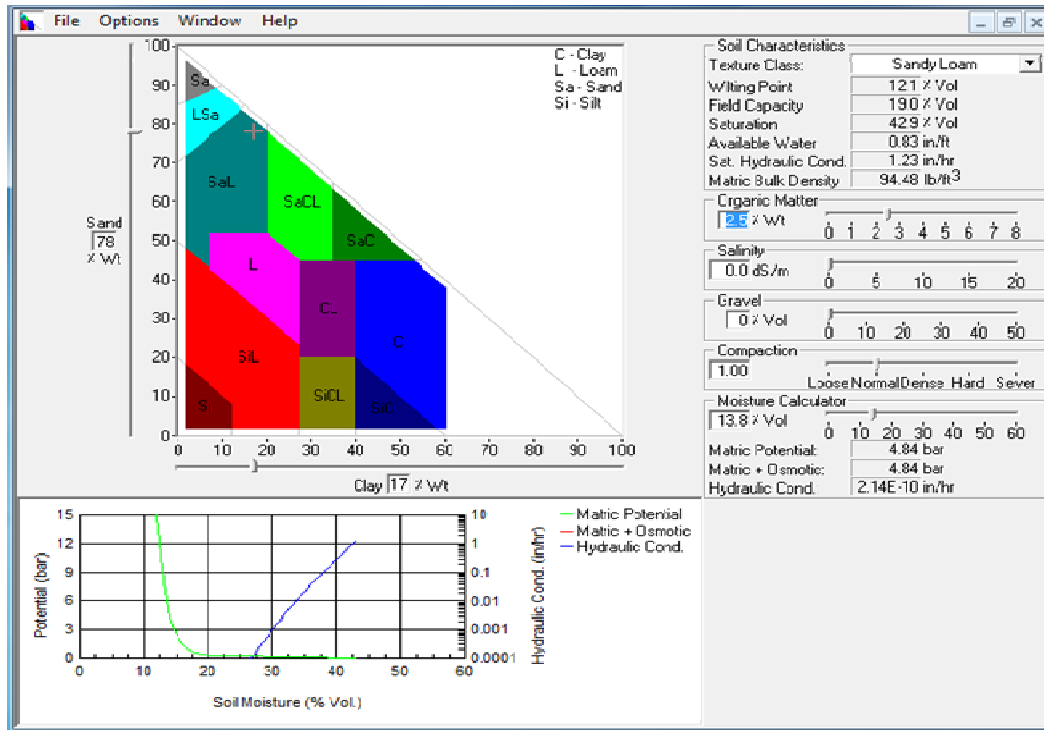 File Options Window Help
100
90
80
70
60
50
40
30
20
10
0
Sand
78
% Wt
C - Clay
L - Loam
Sa - Sand
Si - Silt
Sa
LSa
SaL
SaCL
SaC
L
CL
C
SiL
SiCL
SiC
Si
0 10 20 30 40 50 60 70 80 90 100
Clay 17 % Wt
Soil Characteristics
Texture Class: Sandy Loam
Wilting Point 12.1 % Vol
Field Capacity 19.0 % Vol
Saturation 42.9 % Vol
Available Water 0.83 in/ft
Sat. Hydraulic Cond. 1.23 in/hr
Matric Bulk Density 94.48 lb/ft3
Organic Matter
2.5 % Wt
0 1 2 3 4 5 6 7 8
Salinity
0.0 dS/m
0 5 10 15 20
Gravel
0 % Vol
0 10 20 30 40 50
Compaction
1.00
Loose Normal Dense Hard Sever
Moisture Calculator
13.8 % Vol
0 10 20 30 40 50 60
Matric Potential: 4.84 bar
Matric + Osmotic: 4.84 bar
Hydraulic Cond. 2.14E-10 in/hr
Potential (bar)
15
12
9
6
3
0
0 10 20 30 40 50 60
Soil Moisture (% Vol.)
10
1
0.1
0.01
0.001
0.0001
Hydraulic Cond. (in/hr)
Matric Potential
Matric + Osmotic
Hydraulic Cond.